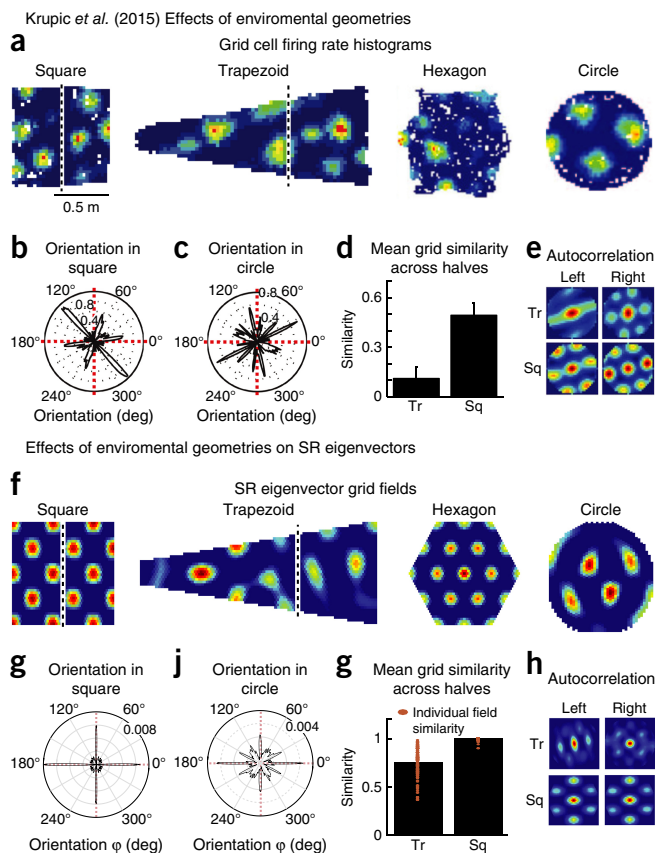 Krupic et al. (2015) Effects of enviromental geometries
a
Grid cell firing rate histograms
Square Trapezoid Hexagon Circle
0.5 m
b Orientation in square
120° 60°
0.8
0.4
180° 0°
240° 300°
Orientation (deg)
c Orientation in circle
120° 60°
0.8
0.4
180° 0°
240° 300°
Orientation (deg)
d Mean grid similarity across halves
Similarity
0.6
0.3
0
Tr Sq
e Autocorrelation
Left Right
Tr
Sq
Effects of enviromental geometries on SR eigenvectors
f
SR eigenvector grid fields
Square Trapezoid Hexagon Circle
g Orientation in square
120° 60°
0.008
180° 0°
240° 300°
Orientation φ (deg)
j Orientation in circle
120° 60°
0.004
180° 0°
240° 300°
Orientation φ (deg)
g Mean grid similarity across halves
Individual field similarity
Similarity
1
0.5
0
Tr Sq
h Autocorrelation
Left Right
Tr
Sq